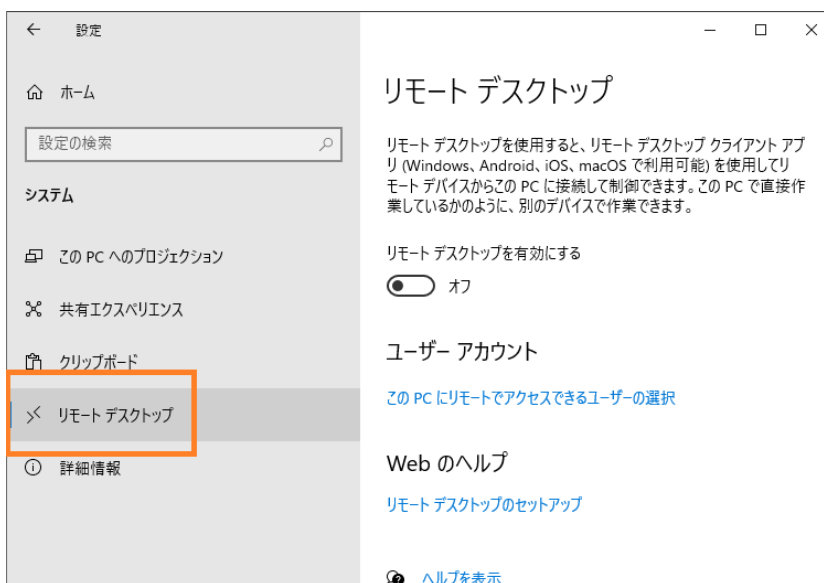 設定
ホーム
設定の検索
システム
この PC へのプロジェクション
共有エクスペリエンス
クリップボード
リモート デスクトップ
詳細情報
リモート デスクトップ
リモート デスクトップを使用すると、リモート デスクトップ クライアント アプ
リ (Windows、Android、iOS、macOS で利用可能) を使用してリ
モート デバイスからこの PC に接続して制御できます。この PC で直接作
業しているかのように、別のデバイスで作業できます。
リモート デスクトップを有効にする
オフ
ユーザー アカウント
この PC にリモートでアクセスできるユーザーの選択
Web のヘルプ
リモート デスクトップのセットアップ
ヘルプを表示